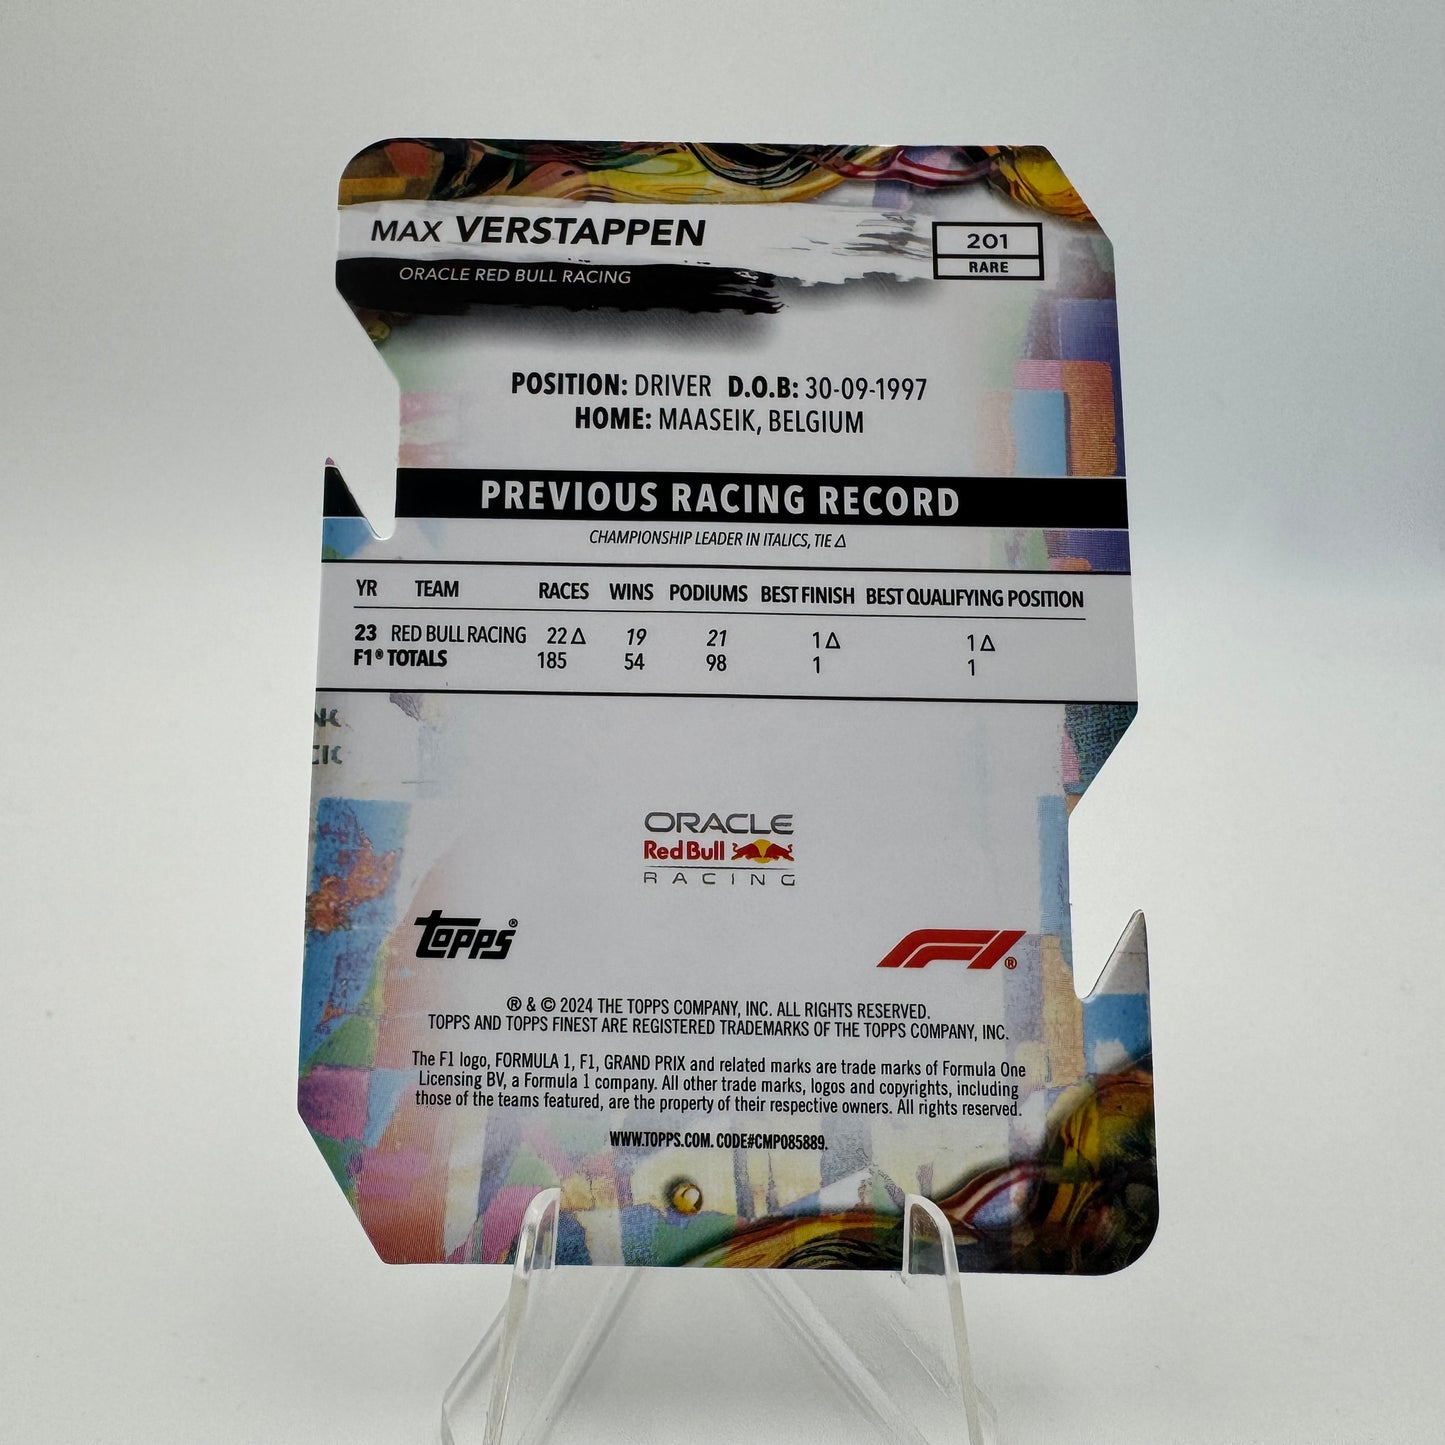 MAX VERSTAPPEN
ORACLE RED BULL RACING
201
RARE
POSITION: DRIVER D.O.B: 30-09-1997
HOME: MAASEIK, BELGIUM
PREVIOUS RACING RECORD
CHAMPIONSHIP LEADER IN ITALICS, TIE Δ
YR TEAM RACES WINS PODIUMS BEST FINISH BEST QUALIFYING POSITION
23 RED BULL RACING 22 Δ 19 21 1 Δ 1 Δ
F1® TOTALS 185 54 98 1 1
ORACLE
Red Bull
RACING
topps®
F1®
® & © 2024 THE TOPPS COMPANY, INC. ALL RIGHTS RESERVED.
TOPPS AND TOPPS FINEST ARE REGISTERED TRADEMARKS OF THE TOPPS COMPANY, INC.
The F1 logo, FORMULA 1, F1, GRAND PRIX and related marks are trade marks of Formula One
Licensing BV, a Formula 1 company. All other trade marks, logos and copyrights, including
those of the teams featured, are the property of their respective owners. All rights reserved.
WWW.TOPPS.COM. CODE#CMP085889.